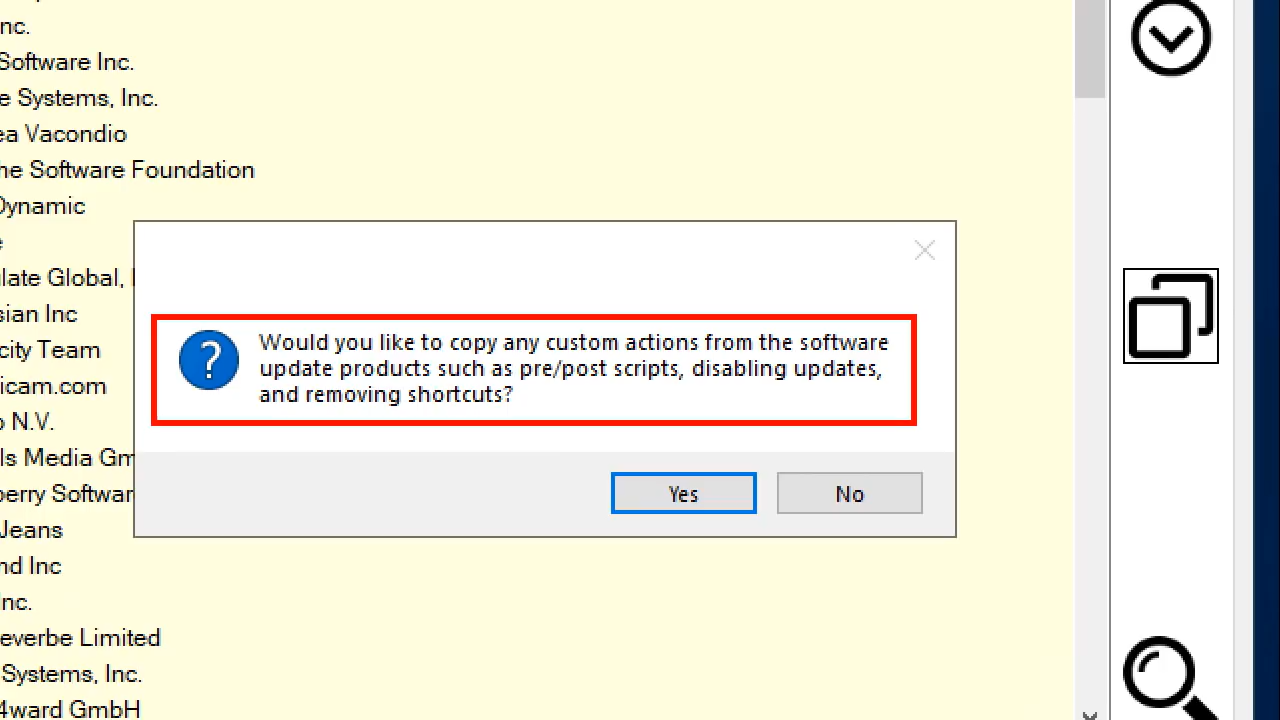 nc.
Software Inc.
e Systems, Inc.
ea Vacondio
he Software Foundation
Dynamic
e
late Global,
sian Inc
city Team
icam.com
o N.V.
ls Media Gm
berry Softwar
Jeans
nd Inc
Inc.
everbe Limited
Systems, Inc.
4ward GmbH
Would you like to copy any custom actions from the software
update products such as pre/post scripts, disabling updates,
and removing shortcuts?
Yes
No